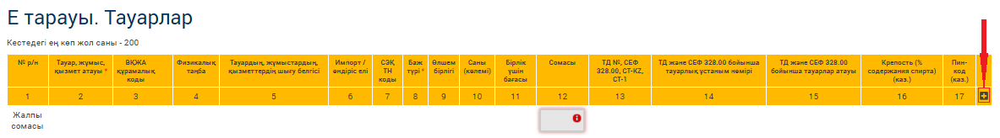 Е тарауы. Тауарлар
Кестедегі ең көп жол саны - 200
№ р/н
Тауар, жұмыс,
қызмет атауы *
ВҚЖА
құрамалық
коды
Физикалық
таңба
Тауардың, жұмыстардың,
қызметтердің шығу белгісі
Импорт /
өндіріс елі
СЭҚ
ТН
коды
Баж
түрі *
Өлшем
бірлігі
Саны
(көлемі)
Бірлік
үшін
бағасы
Сомасы
ТД №, СЕФ
328.00, СТ-KZ,
СТ-1
ТД және СЕФ 328.00 бойынша
тауарлық ұстаным нөмірі
ТД және СЕФ 328.00
бойынша тауарлар атауы
Крепость (%
содержания спирта)
(каз.)
Пин-
код
(каз.)
1 2 3 4 5 6 7 8 9 10 11 12 13 14 15 16 17
Жалпы
сомасы